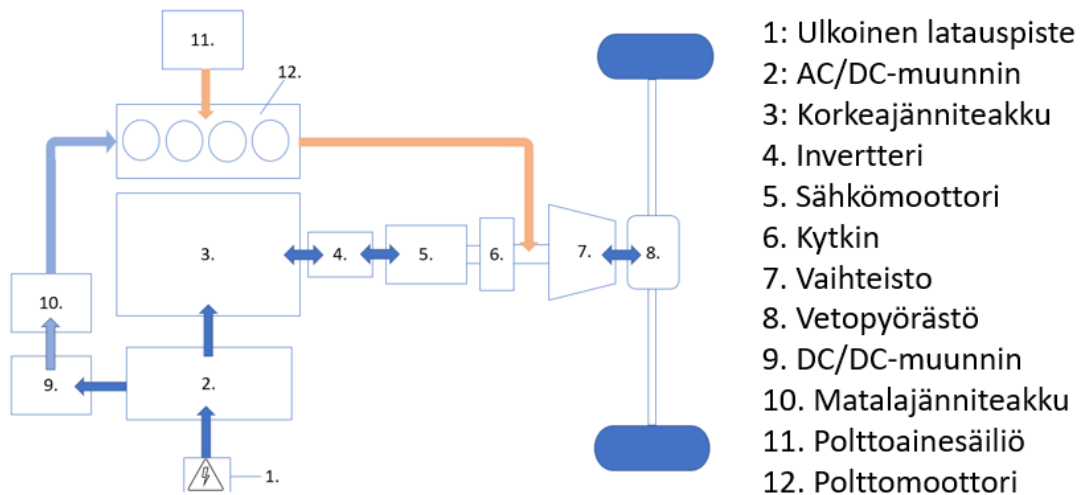 11.
12.
3.
4.
5.
6.
7.
8.
10.
9.
2.
1.
1: Ulkoinen latauspiste
2: AC/DC-muunnin
3: Korkeajänniteakku
4. Invertteri
5. Sähkömoottori
6. Kytkin
7. Vaihteisto
8. Vetopyörästö
9. DC/DC-muunnin
10. Matalajänniteakku
11. Polttoainesäiliö
12. Polttomoottori